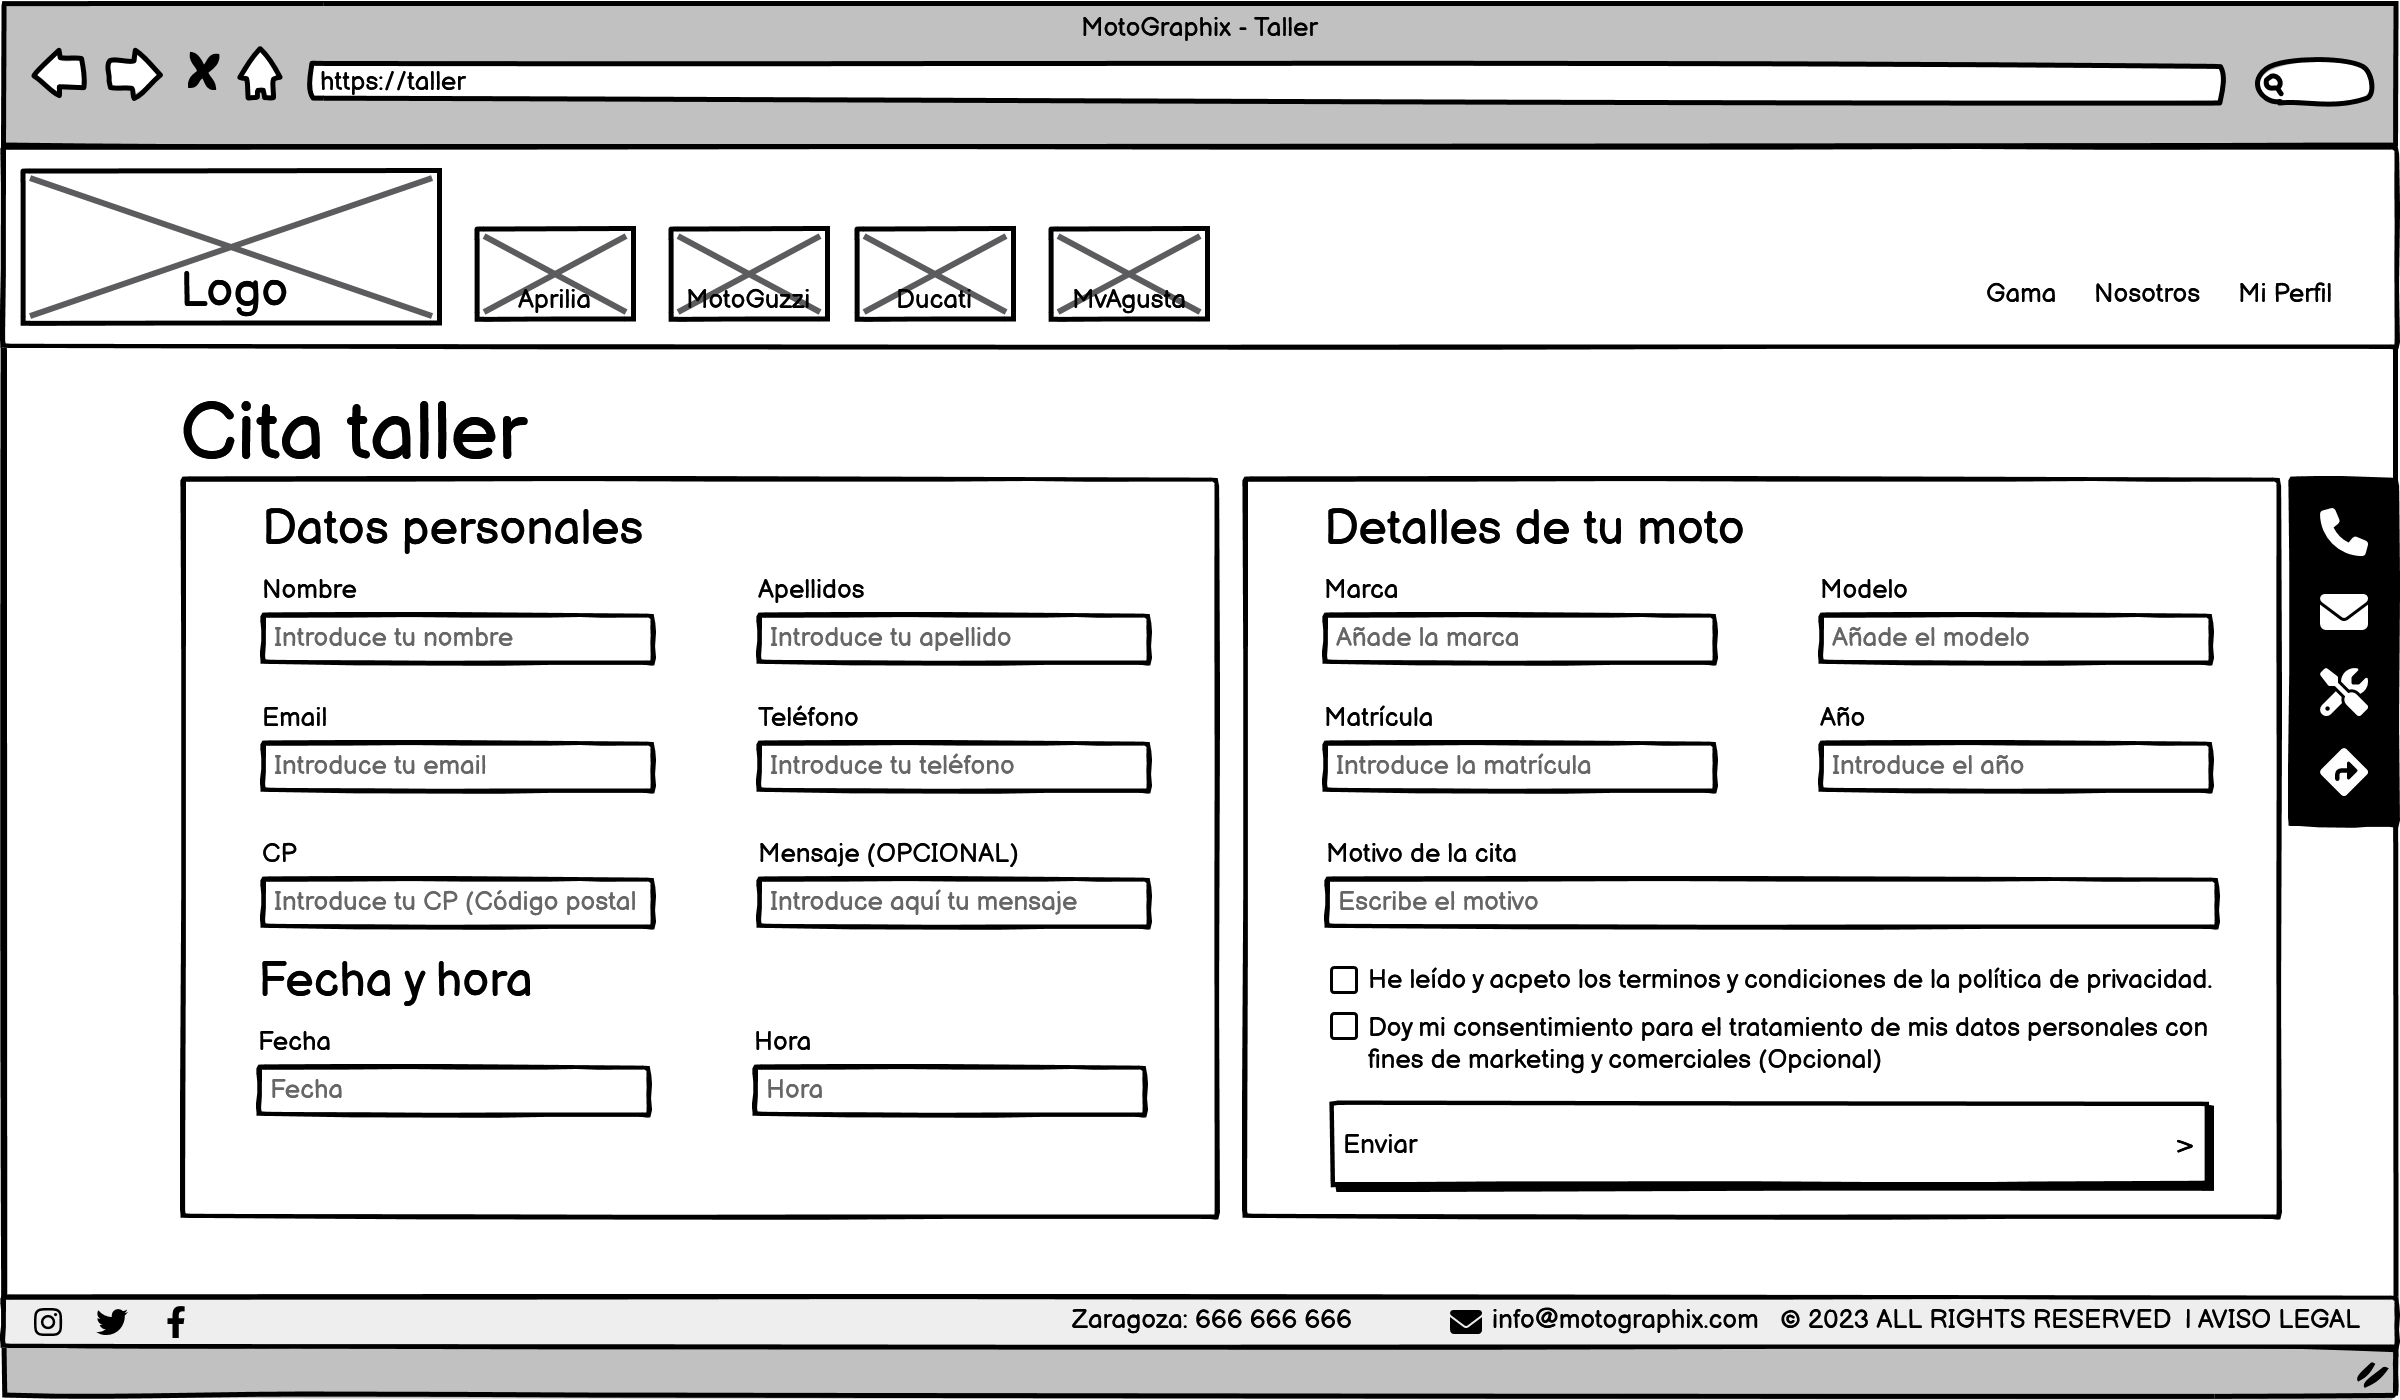 MotoGraphix - Taller
https://taller
Logo
Aprilia
MotoGuzzi
Ducati
MvAgusta
Gama Nosotros Mi Perfil
Cita taller
Datos personales
Nombre Apellidos
Introduce tu nombre Introduce tu apellido
Email Teléfono
Introduce tu email Introduce tu teléfono
CP Mensaje (OPCIONAL)
Introduce tu CP (Código postal Introduce aquí tu mensaje
Fecha y hora
Fecha Hora
Fecha Hora
Detalles de tu moto
Marca Modelo
Añade la marca Añade el modelo
Matrícula Año
Introduce la matrícula Introduce el año
Motivo de la cita
Escribe el motivo
He leído y acpeto los terminos y condiciones de la política de privacidad.
Doy mi consentimiento para el tratamiento de mis datos personales con
fines de marketing y comerciales (Opcional)
Enviar >
Zaragoza: 666 666 666 info@motographix.com © 2023 ALL RIGHTS RESERVED | AVISO LEGAL